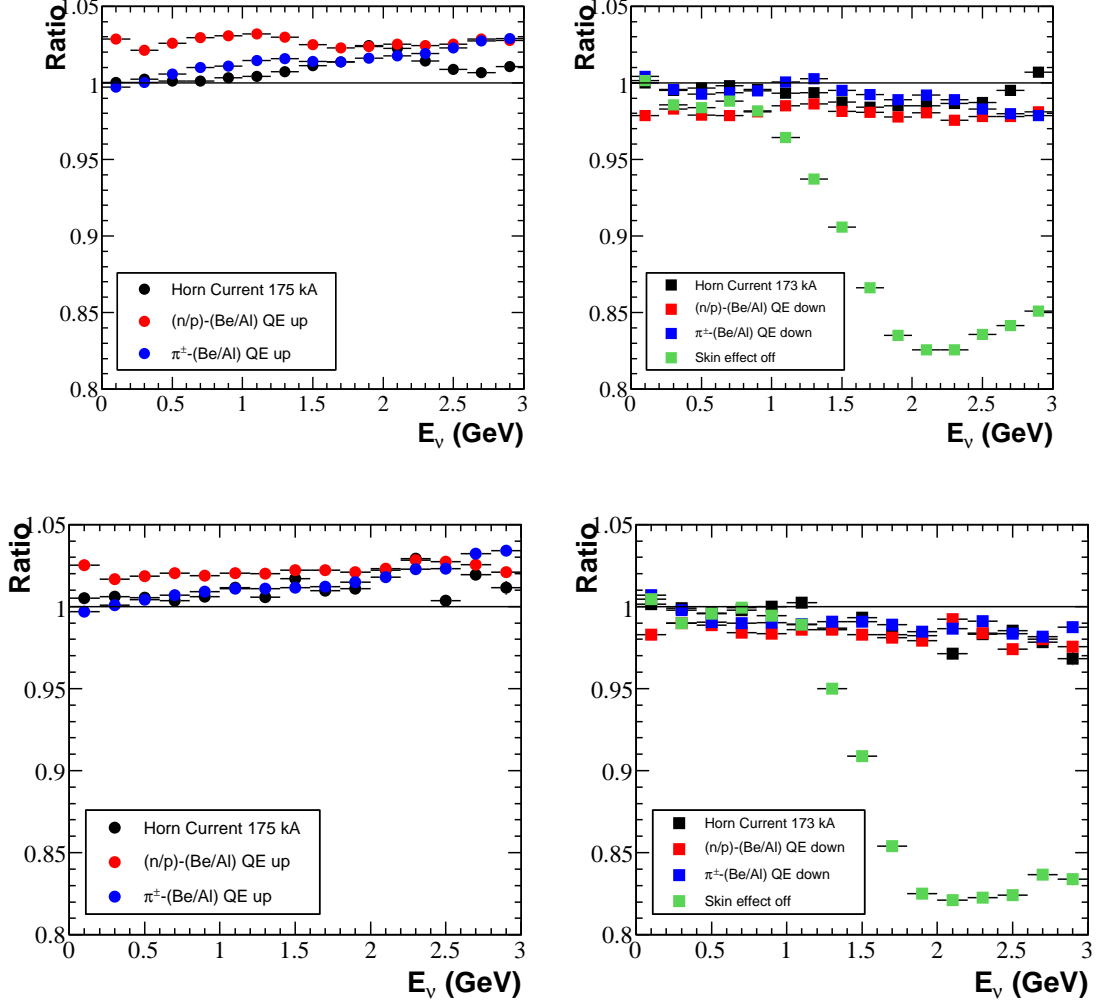 Ratio
1.05
1
0.95
0.9
0.85
0.8
Horn Current 175 kA
(n/p)-(Be/Al) QE up
π±-(Be/Al) QE up
0 0.5 1 1.5 2 2.5 3
Eν (GeV)
Ratio
1.05
1
0.95
0.9
0.85
0.8
Horn Current 173 kA
(n/p)-(Be/Al) QE down
π±-(Be/Al) QE down
Skin effect off
0 0.5 1 1.5 2 2.5 3
Eν (GeV)
Ratio
1.05
1
0.95
0.9
0.85
0.8
Horn Current 175 kA
(n/p)-(Be/Al) QE up
π±-(Be/Al) QE up
0 0.5 1 1.5 2 2.5 3
Eν (GeV)
Ratio
1.05
1
0.95
0.9
0.85
0.8
Horn Current 173 kA
(n/p)-(Be/Al) QE down
π±-(Be/Al) QE down
Skin effect off
0 0.5 1 1.5 2 2.5 3
Eν (GeV)